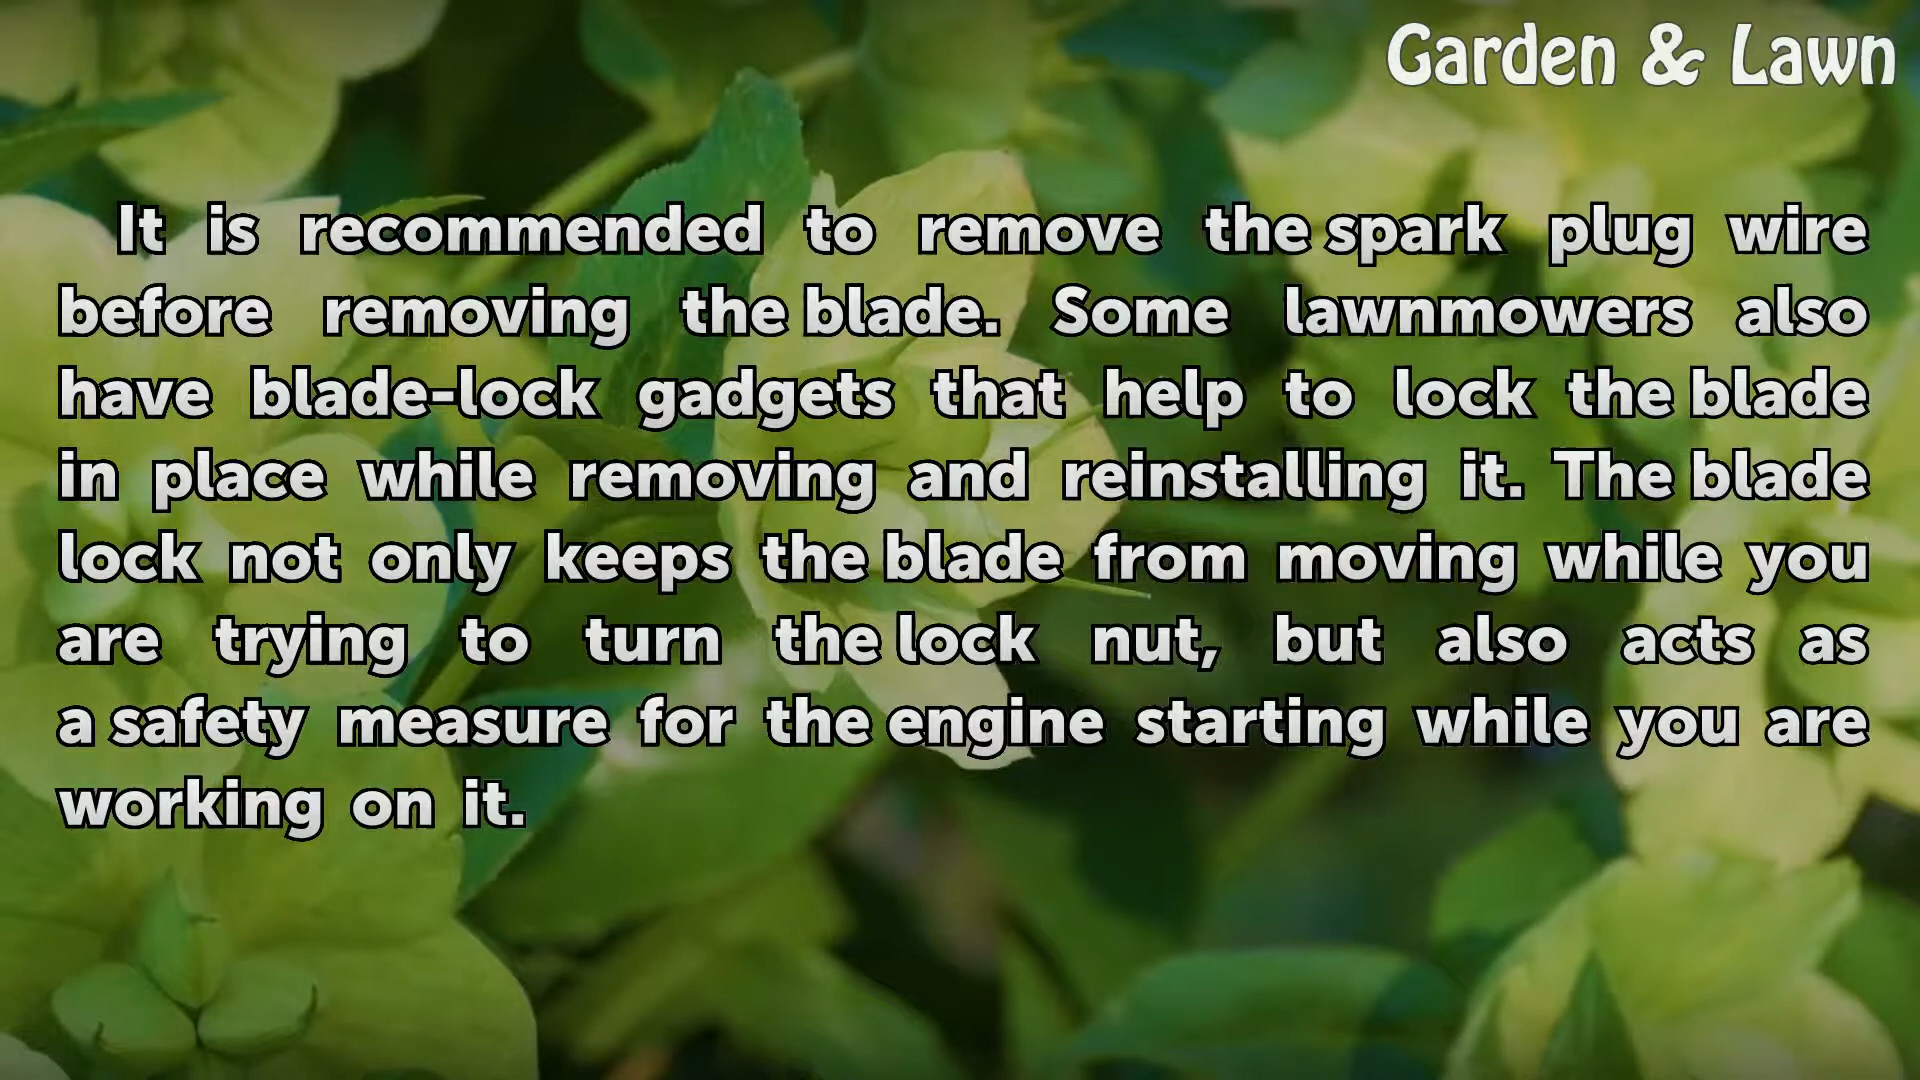 Garden & Lawn
It is recommended to remove the spark plug wire
before removing the blade. Some lawnmowers also
have blade-lock gadgets that help to lock the blade
in place while removing and reinstalling it. The blade
lock not only keeps the blade from moving while you
are trying to turn the lock nut, but also acts as
a safety measure for the engine starting while you are
working on it.